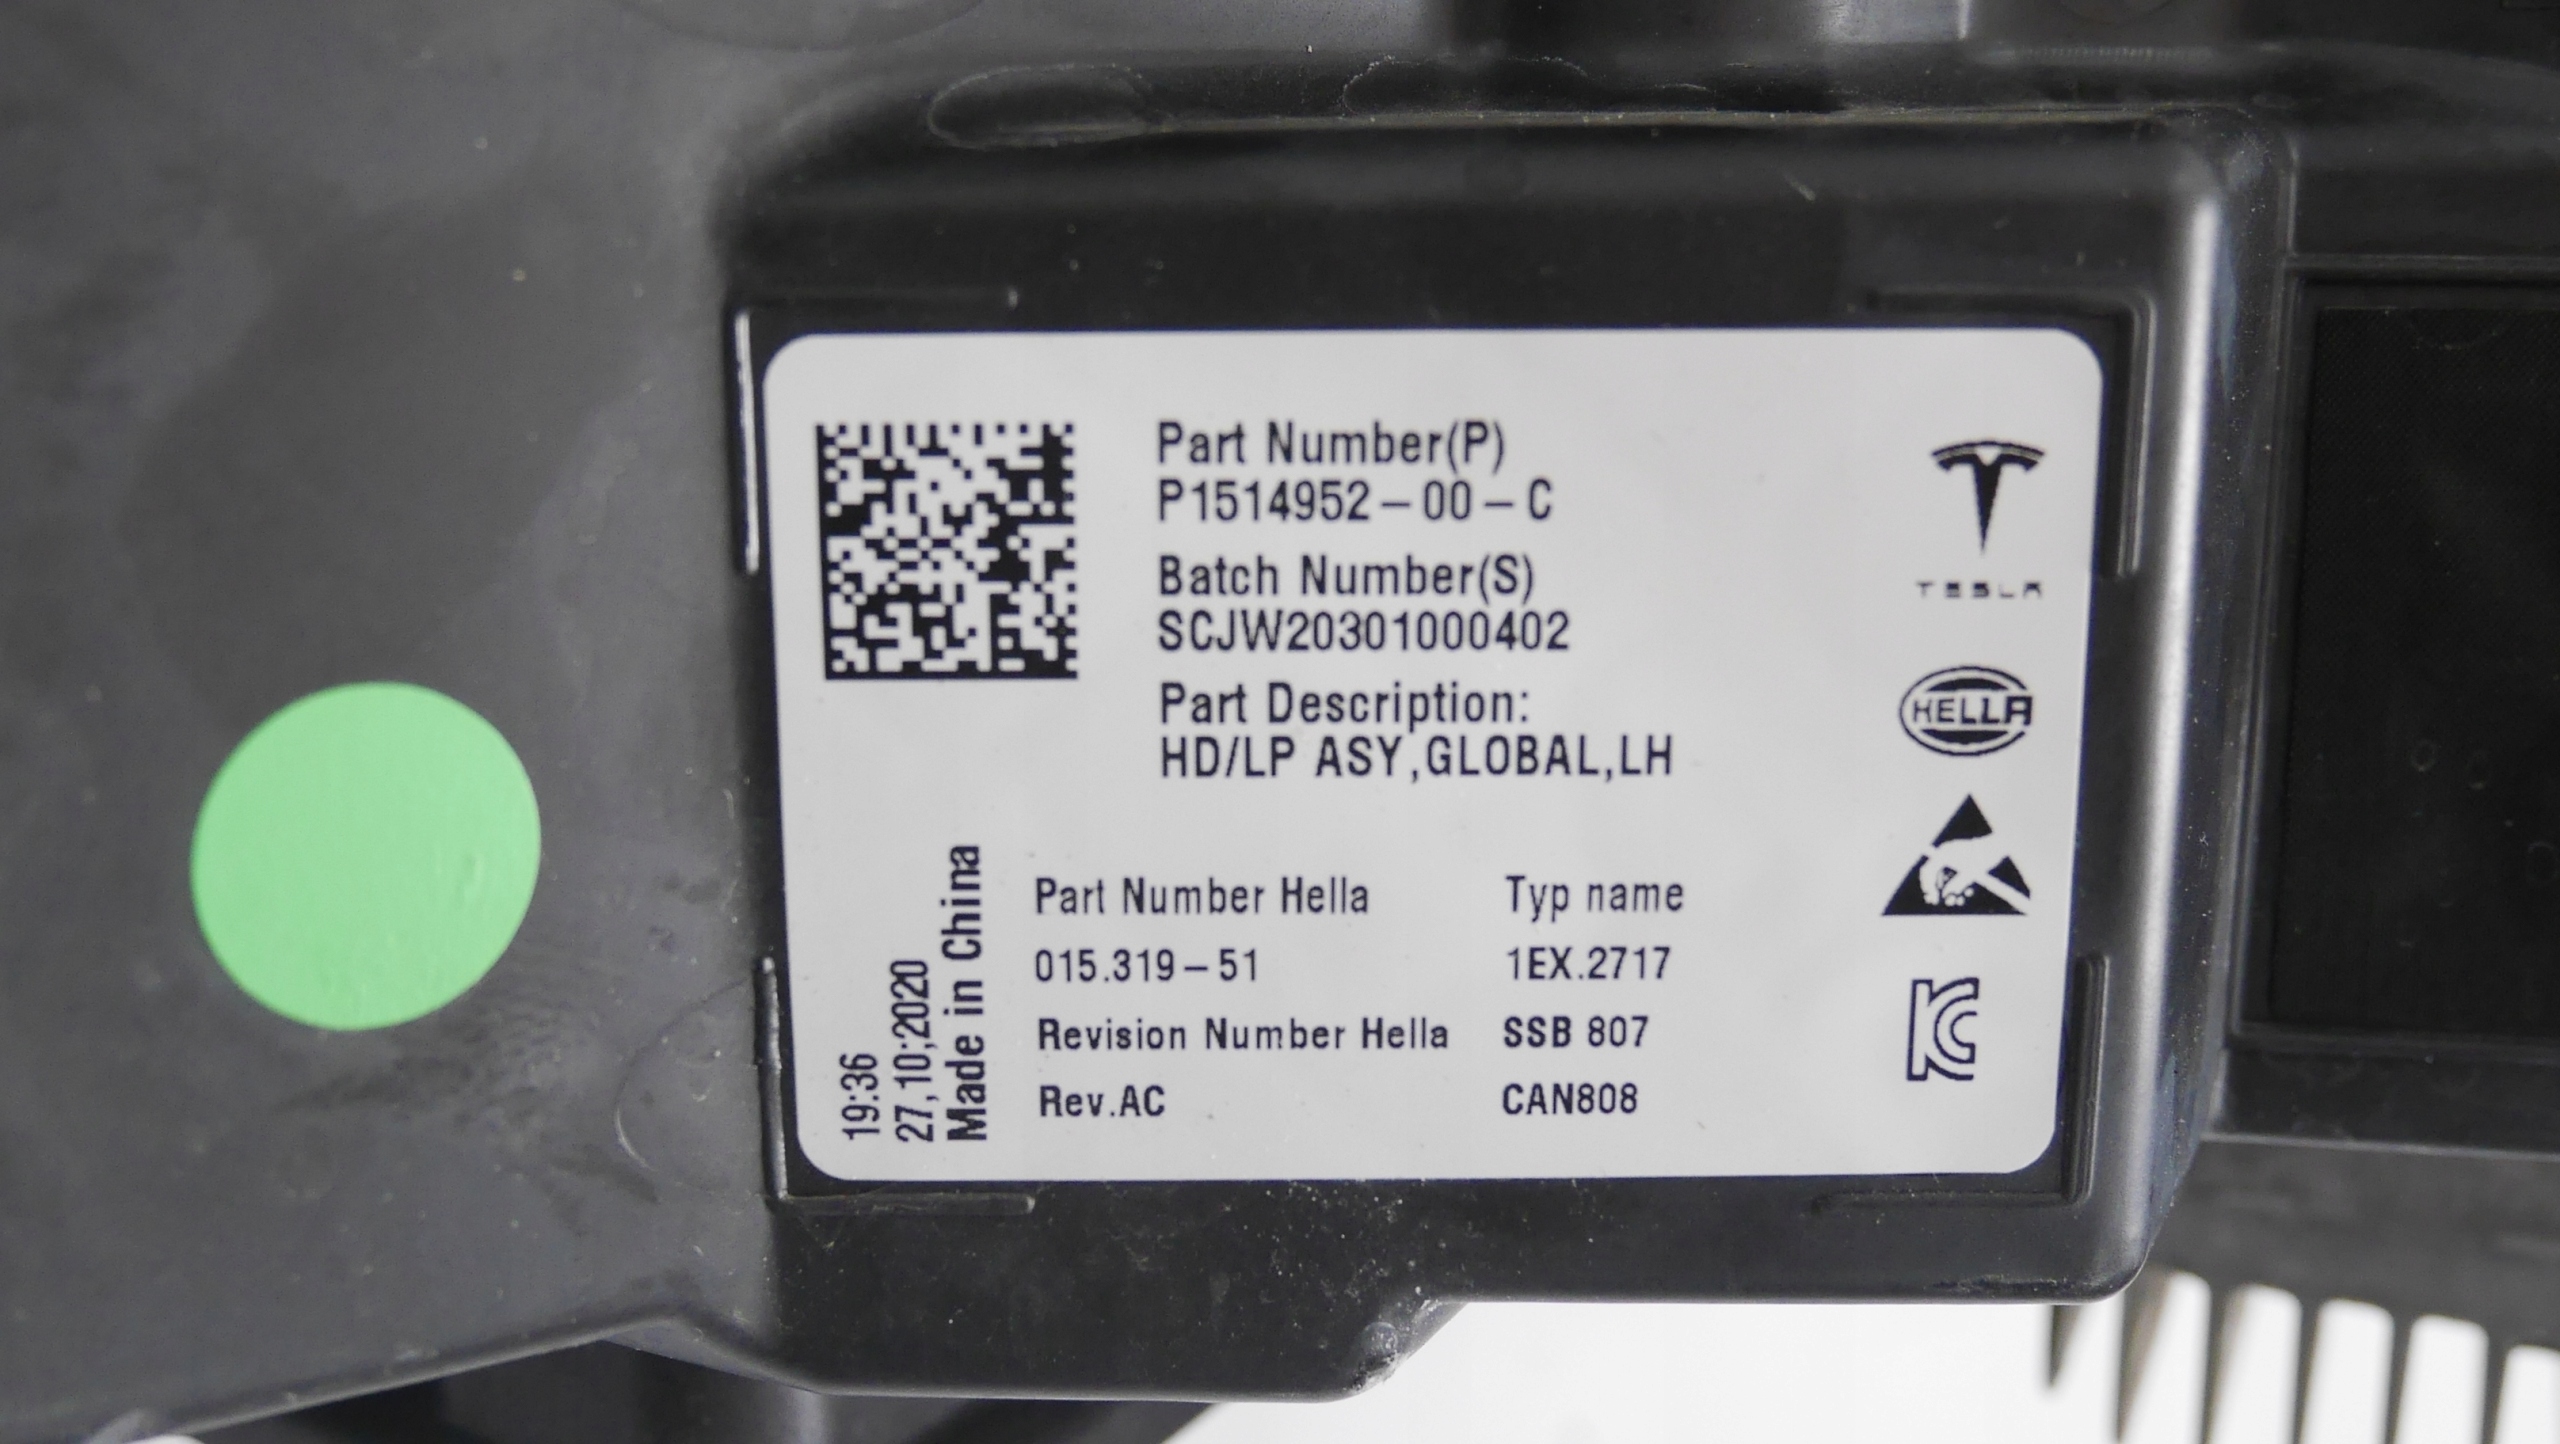 Part Number(P)
P1514952-00-C
Batch Number(S)
SCJW20301000402
Part Description:
HD/LP ASY,GLOBAL,LH
TESLA
HELLA
Part Number Hella
015.319-51
Revision Number Hella
Rev.AC
Typ name
1EX.2717
SSB 807
CAN808
19:36
27,10;2020
Made in China